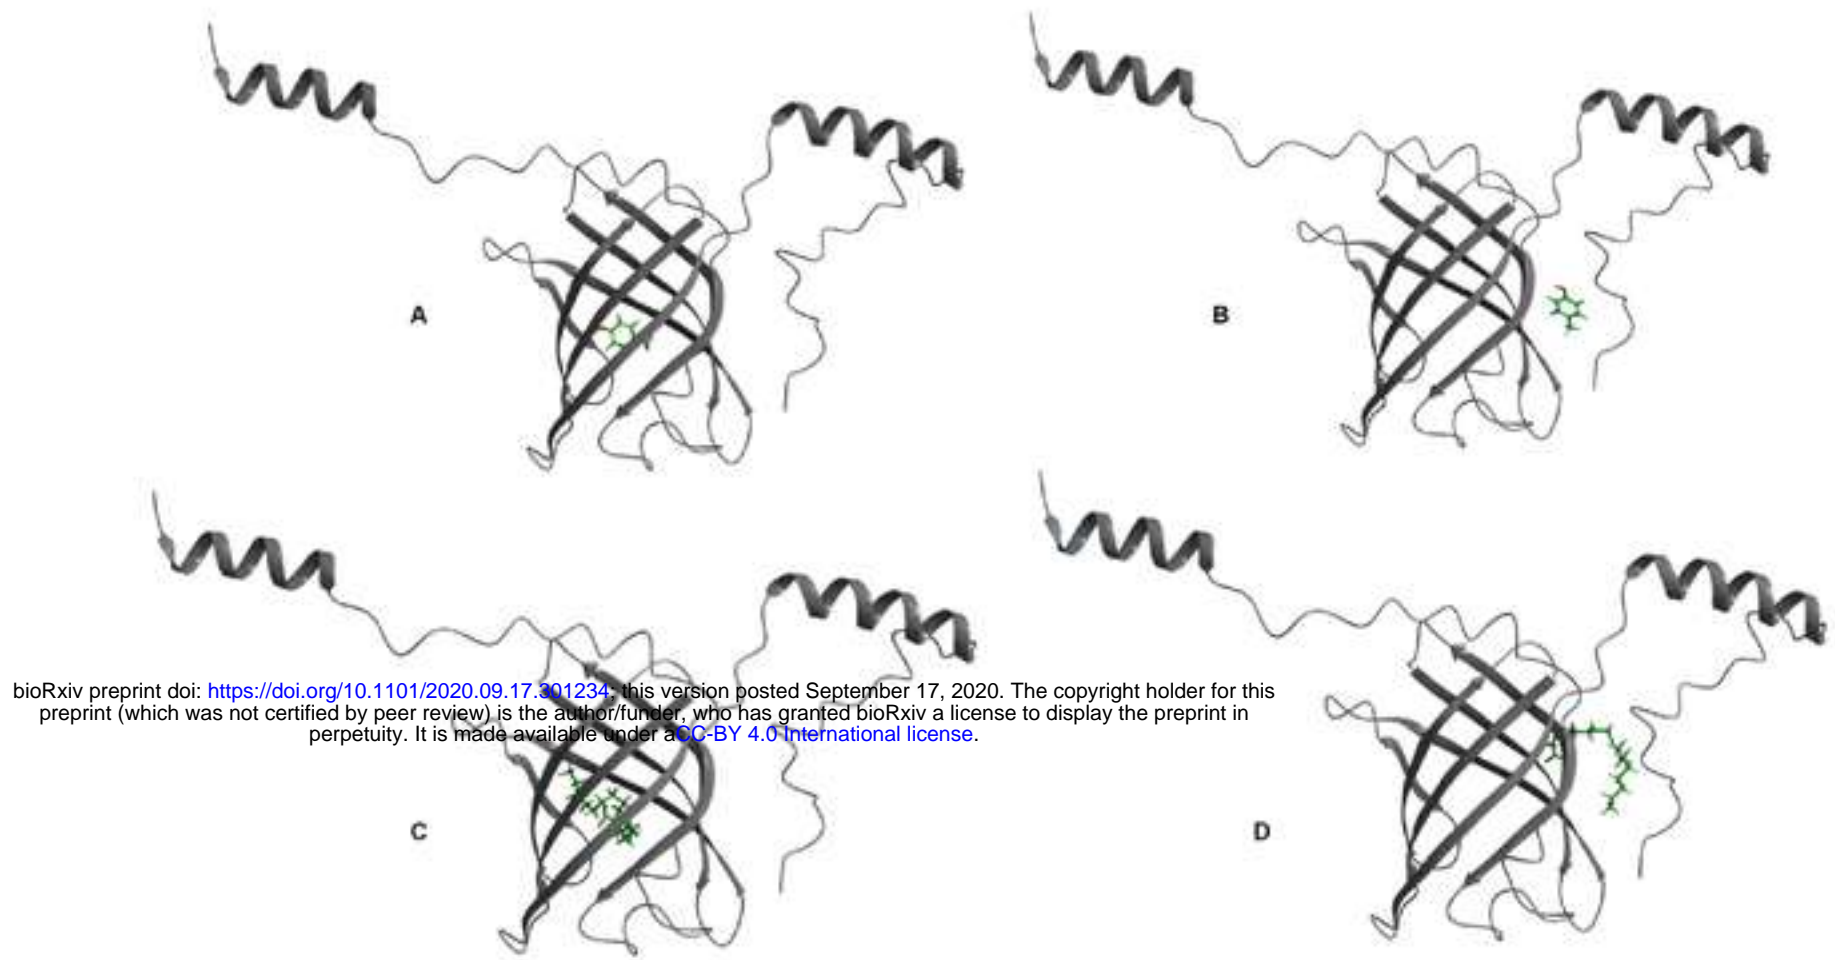 A
B
bioRxiv preprint doi: https://doi.org/10.1101/2020.09.17.301234; this version posted September 17, 2020. The copyright holder for this
preprint (which was not certified by peer review) is the author/funder, who has granted bioRxiv a license to display the preprint in
perpetuity. It is made available under aCC-BY 4.0 International license.
C
D